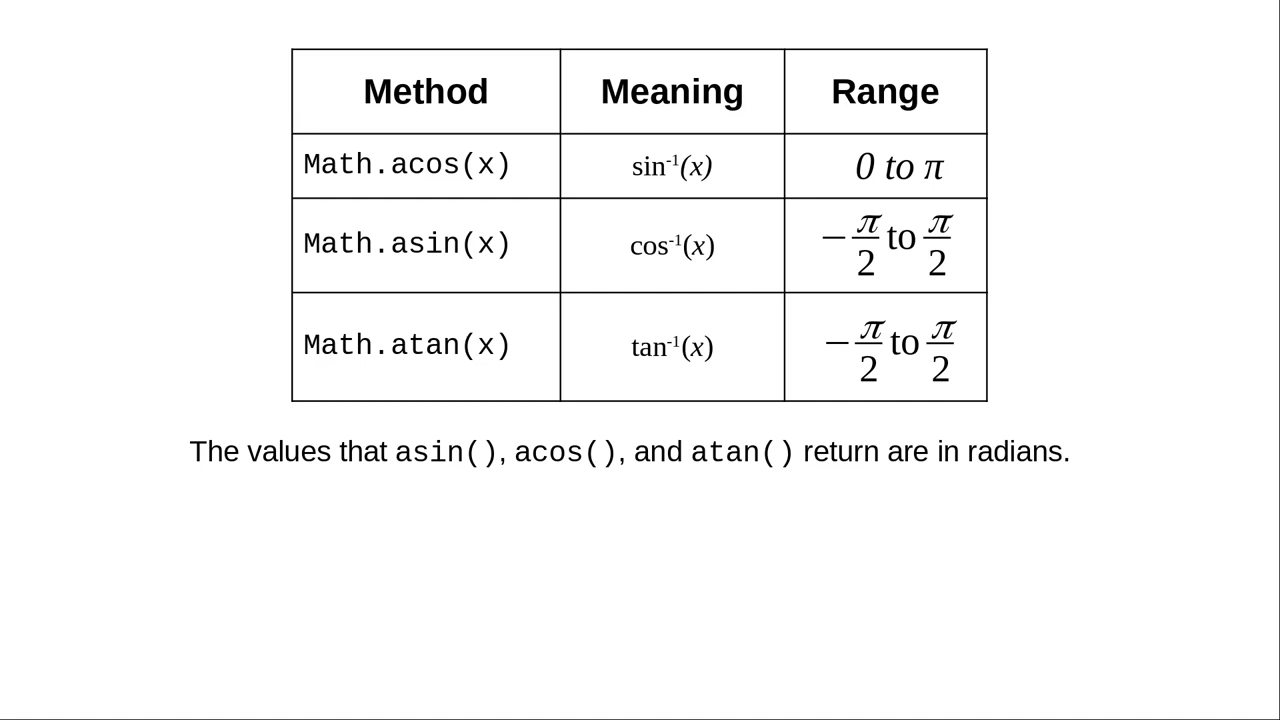 Method Meaning Range
Math.acos(x) sin⁻¹(x) 0 to π
Math.asin(x) cos⁻¹(x) −π/2 to π/2
Math.atan(x) tan⁻¹(x) −π/2 to π/2
The values that asin(), acos(), and atan() return are in radians.